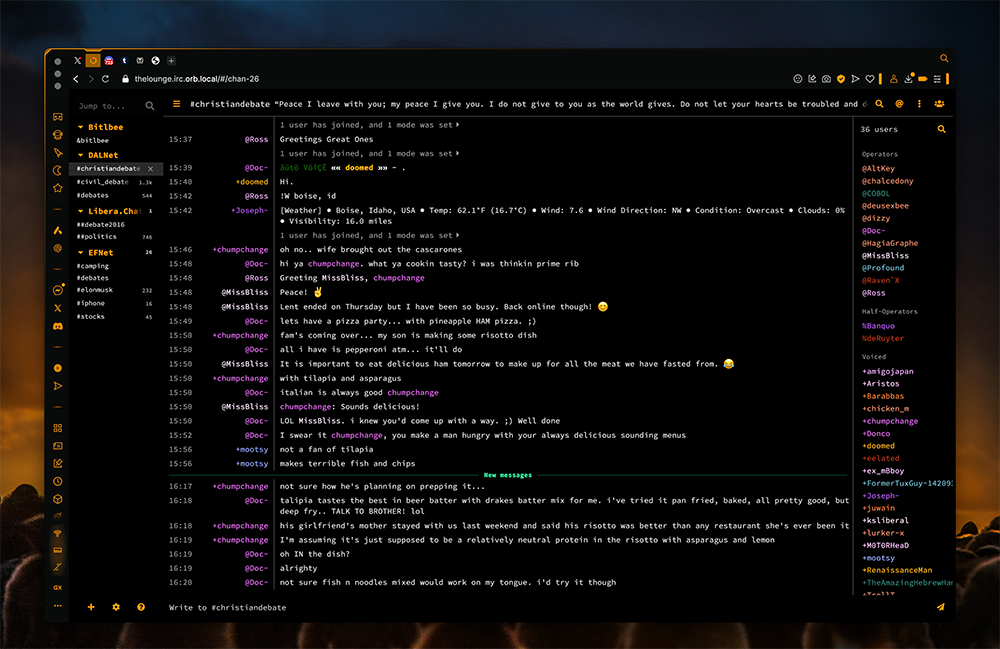 thelounge.irc.orb.local/#/chan-26
Jump to...
Bitlbee
&bitlbee
DALNet
#christiandebate
#civil_debate 1.3k
#debates 544
Libera.Chat 1
##debate2016
##politics 746
EFNet 26
#camping
#debates
#elonmusk 232
#iphone 16
#stocks 45
#christiandebate "Peace I leave with you; my peace I give you. I do not give to you as the world gives. Do not let your hearts be troubled and d
1 user has joined, and 1 mode was set
15:37 @Ross Greetings Great Ones
1 user has joined, and 1 mode was set
15:39 @Doc- «« doomed »» - .
15:48 +doomed Hi.
15:42 @Ross !W boise, id
15:42 +Joseph- [Weather] ● Boise, Idaho, USA ● Temp: 62.1°F (16.7°C) ● Wind: 7.6 ● Wind Direction: NW ● Condition: Overcast ● Clouds: 0%
● Visibility: 16.0 miles
1 user has joined, and 1 mode was set
15:46 +chumpchange oh no.. wife brought out the cascarones
15:48 @Doc- hi ya chumpchange. what ya cookin tasty? i was thinkin prime rib
15:48 @Ross Greeting MissBliss, chumpchange
15:48 @MissBliss Peace! ✌
15:48 @MissBliss Lent ended on Thursday but I have been so busy. Back online though! 😊
15:49 @Doc- lets have a pizza party... with pineapple HAM pizza. ;)
15:50 +chumpchange fam's coming over... my son is making some risotto dish
15:50 @Doc- all i have is pepperoni atm... it'll do
15:50 @MissBliss It is important to eat delicious ham tomorrow to make up for all the meat we have fasted from. 😂
15:50 +chumpchange with tilapia and asparagus
15:50 @Doc- italian is always good chumpchange
15:50 @MissBliss chumpchange: Sounds delicious!
15:50 @Doc- LOL MissBliss. i knew you'd come up with a way. ;) Well done
15:52 @Doc- I swear it chumpchange, you make a man hungry with your always delicious sounding menus
15:56 +mootsy not a fan of tilapia
15:56 +mootsy makes terrible fish and chips
New messages
16:17 +chumpchange not sure how he's planning on prepping it...
16:18 @Doc- talipia tastes the best in beer batter with drakes batter mix for me. i've tried it pan fried, baked, all pretty good, but
deep fry.. TALK TO BROTHER! lol
16:18 +chumpchange his girlfriend's mother stayed with us last weekend and said his risotto was better than any restaurant she's ever been it
16:19 +chumpchange I'm assuming it's just supposed to be a relatively neutral protein in the risotto with asparagus and lemon
16:19 @Doc- oh IN the dish?
16:19 @Doc- alrighty
16:20 @Doc- not sure fish n noodles mixed would work on my tongue. i'd try it though
Write to #christiandebate
36 users
Operators
@AltKey
@chalcedony
@COBOL
@deusexbee
@dizzy
@Doc-
@HagiaGraphe
@MissBliss
@Profound
@Raven`X
@Ross
Half-Operators
%Banquo
%deRuyter
Voiced
+amigojapan
+Aristos
+Barabbas
+chicken_m
+chumpchange
+Donco
+doomed
+eelated
+ex_mBboy
+FormerTuxGuy-14209
+Joseph-
+juwain
+ksliberal
+lurker-x
+M0T0RHeaD
+mootsy
+RenaissanceMan
+TheAmazingHebrewHam
+TrollT
GX